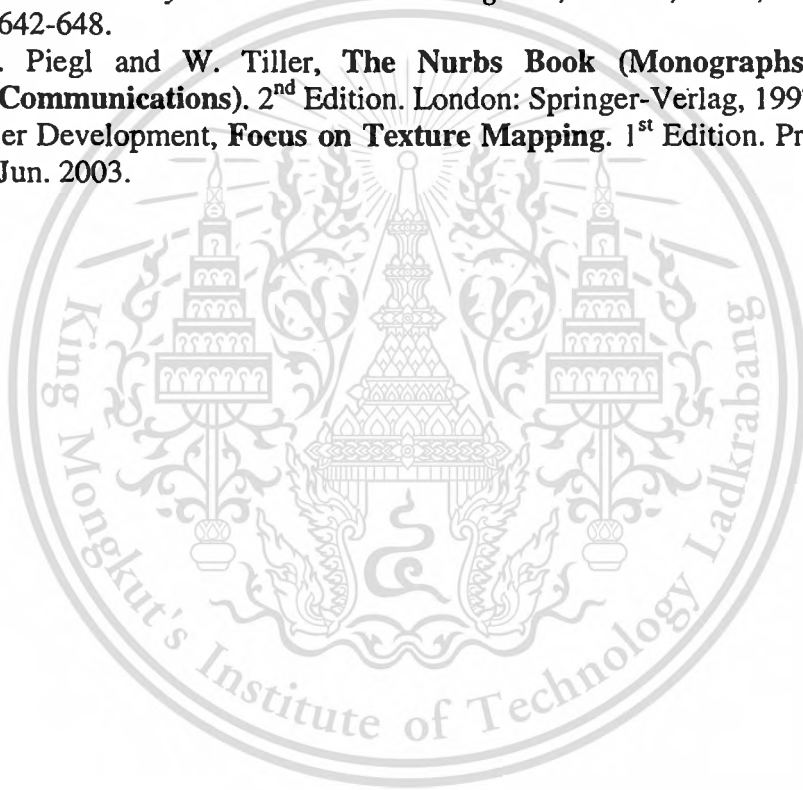 642-648.
. Piegl and W. Tiller, The Nurbs Book (Monographs
Communications). 2nd Edition. London: Springer-Verlag, 199
er Development, Focus on Texture Mapping. 1st Edition. Pr
Jun. 2003.
King Mongkut's Institute of Technology Ladkrabang